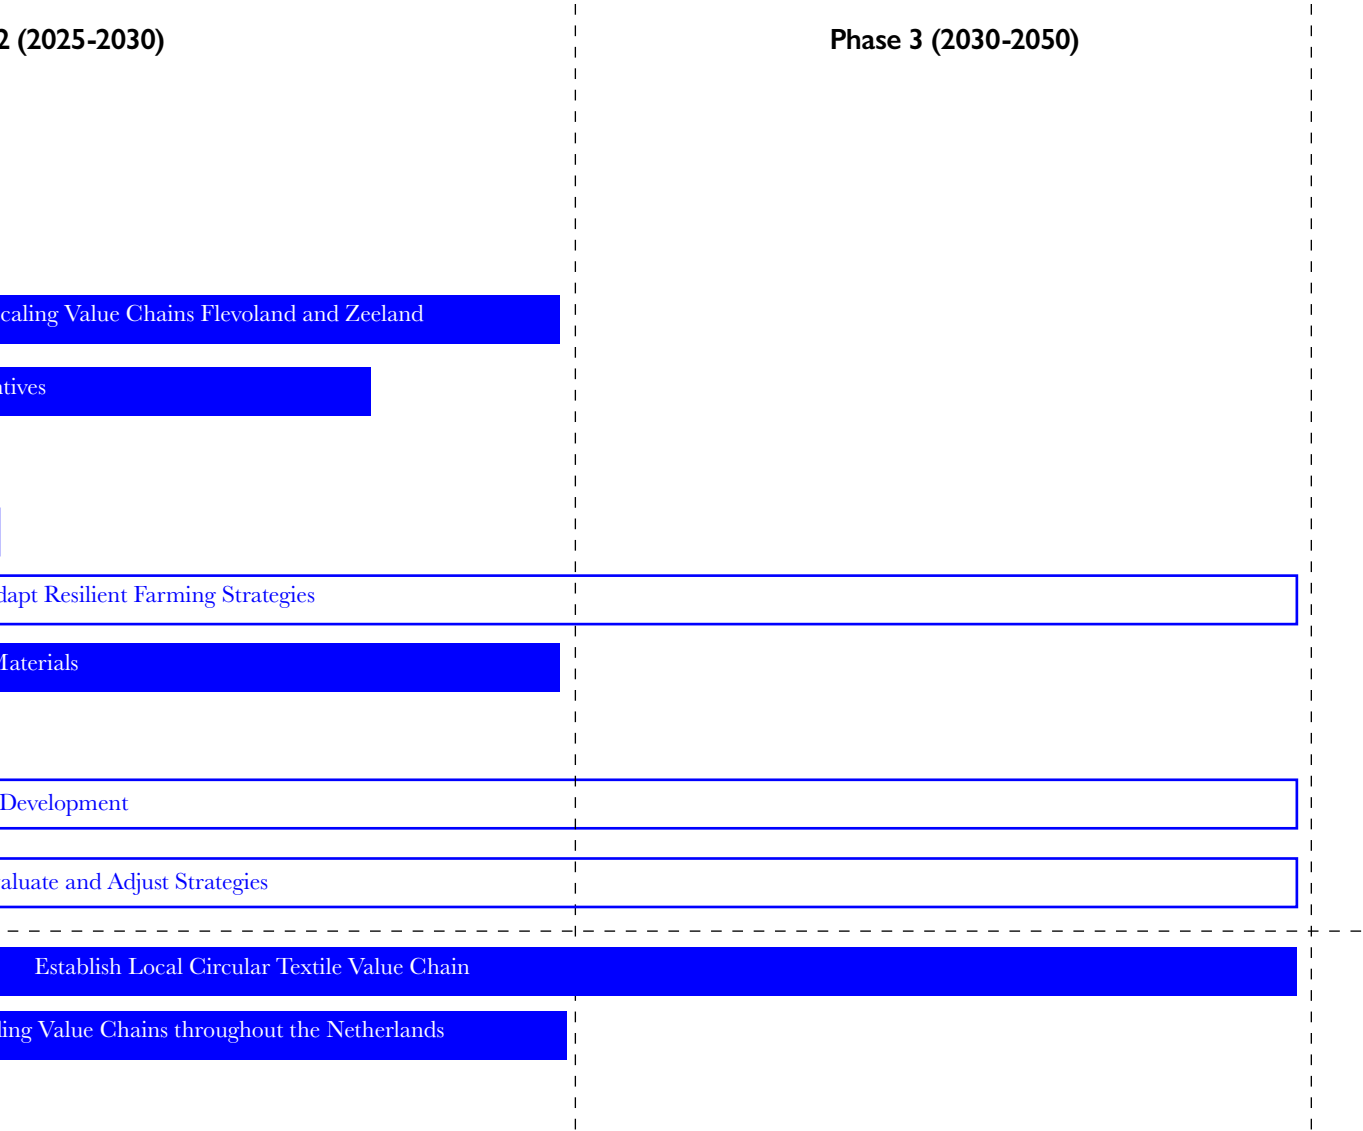 2 (2025-2030)
Phase 3 (2030-2050)
caling Value Chains Flevoland and Zeeland
tives
dapt Resilient Farming Strategies
Materials
Development
aluate and Adjust Strategies
Establish Local Circular Textile Value Chain
ling Value Chains throughout the Netherlands